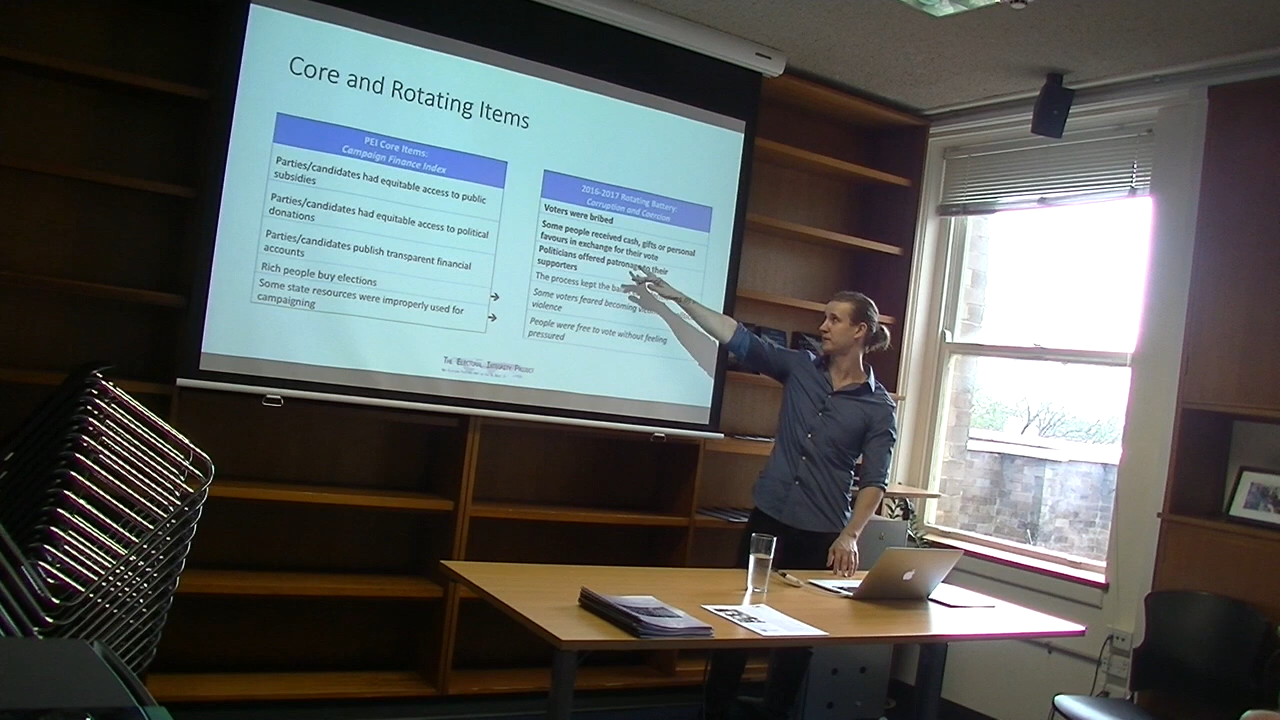 Core and Rotating Items
PEI Core Items:
Campaign Finance Index
Parties/candidates had equitable access to public
subsidies
Parties/candidates had equitable access to political
donations
Parties/candidates publish transparent financial
accounts
Rich people buy elections
Some state resources were improperly used for
campaigning
2016-2017 Rotating Battery:
Corruption and Coersion
Voters were bribed
Some people received cash, gifts or personal
favours in exchange for their vote
Politicians offered patronage to their
supporters
The process kept the
Some voters feared becoming
violence
People were free to vote without feeling
pressured
The Electoral Integrity Project